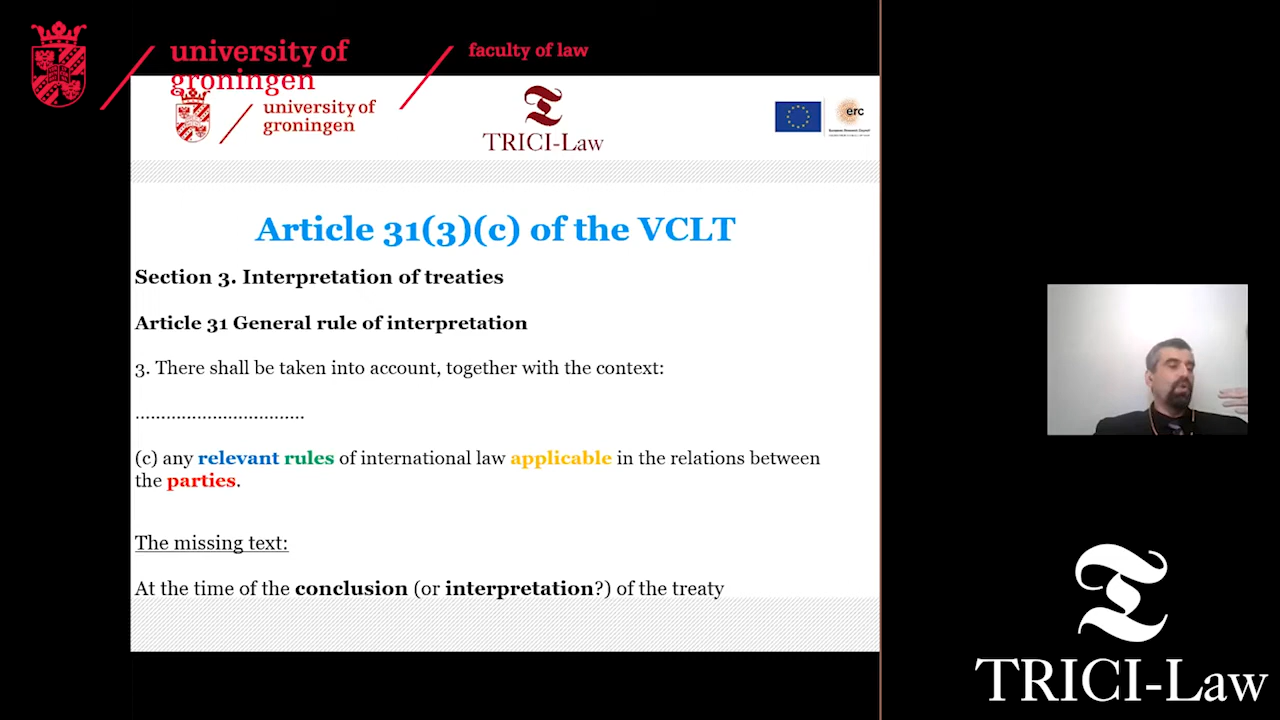 university of
groningen
faculty of law
university of
groningen
TRICI-Law
erc
Article 31(3)(c) of the VCLT
Section 3. Interpretation of treaties
Article 31 General rule of interpretation
3. There shall be taken into account, together with the context:
.................................
(c) any relevant rules of international law applicable in the relations between
the parties.
The missing text:
At the time of the conclusion (or interpretation?) of the treaty
TRICI-Law